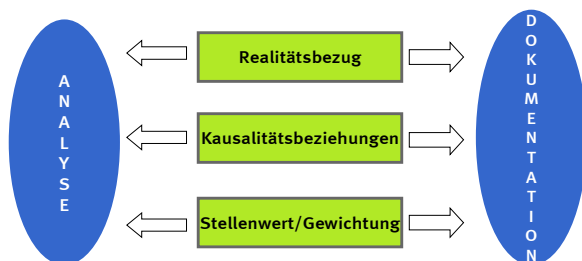 ANALYSE
Realitätsbezug
Kausalitätsbeziehungen
Stellenwert/Gewichtung
DOKUMENTATION